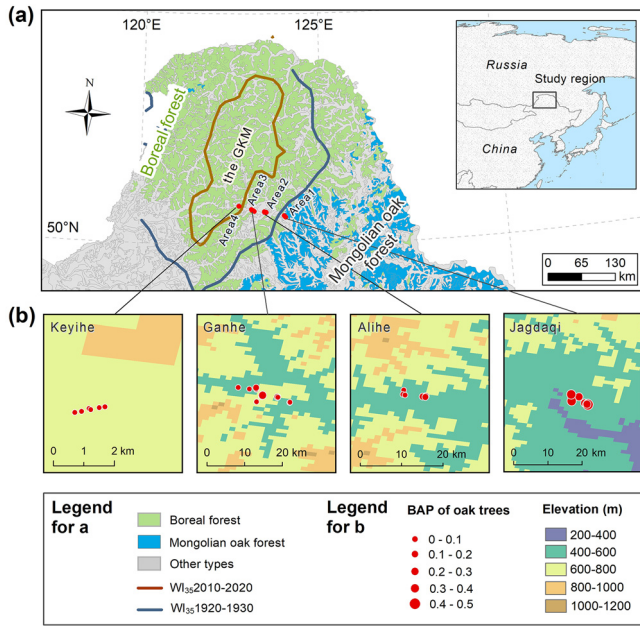 (a)
120°E
125°E
N
Boreal forest
the GKM
Area4
Area3
Area2
Area1
50°N
Mongolian oak
forest
Russia
Study region
China
0 65 130
km
(b)
Keyihe
0 1 2 km
Ganhe
0 10 20 km
Alihe
0 10 20 km
Jagdaqi
0 10 20 km
Legend
for a
Boreal forest
Mongolian oak forest
Other types
WI₃₅2010-2020
WI₃₅1920-1930
Legend
for b
BAP of oak trees
0 - 0.1
0.1 - 0.2
0.2 - 0.3
0.3 - 0.4
0.4 - 0.5
Elevation (m)
200-400
400-600
600-800
800-1000
1000-1200